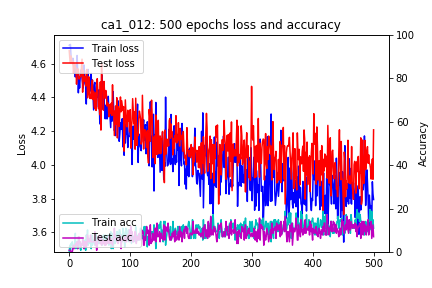 ca1_012: 500 epochs loss and accuracy
Train loss
Test loss
Train acc
Test acc
Loss
4.6
4.4
4.2
4.0
3.8
3.6
Accuracy
100
80
60
40
20
0
0
100
200
300
400
500